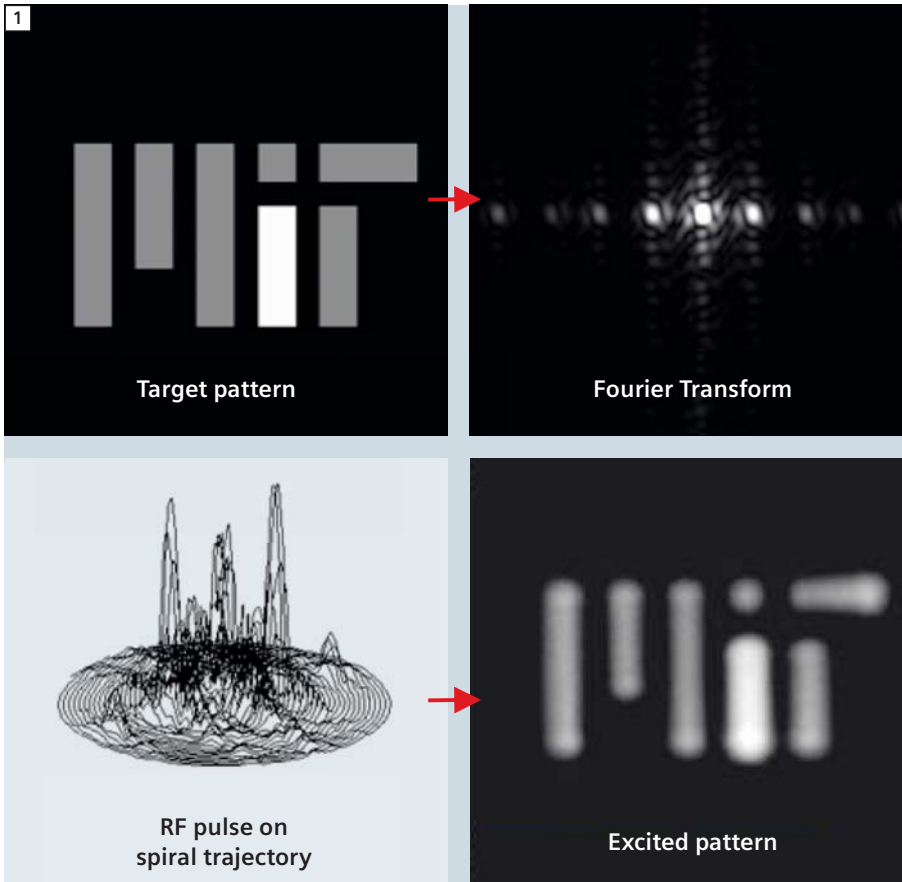 1
Target pattern
Fourier Transform
RF pulse on
spiral trajectory
Excited pattern